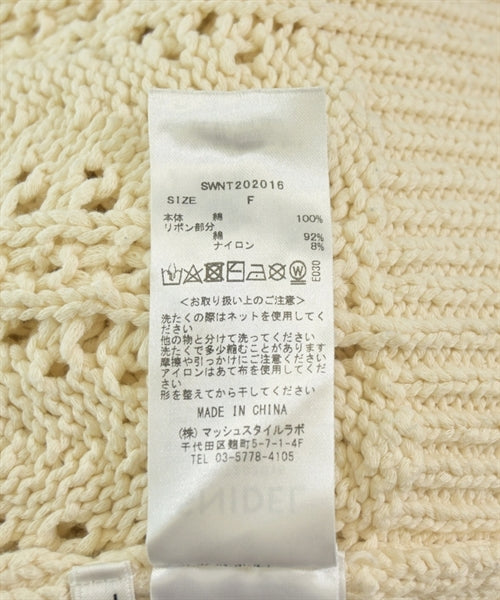 SWNT202016
SIZE F
本体 綿 100%
リボン部分
綿 92%
ナイロン 8%
W
E030
<お取り扱い上のご注意>
洗たくの際はネットを使用してく
ださい
他の物と分けて洗ってください
洗たくで多少縮むことがあります
摩擦や引っかけにご注意ください
アイロンはあて布を使用してくだ
さい
形を整えてから干してください
MADE IN CHINA
(株)マッシュスタイルラボ
千代田区麹町5-7-1-4F
TEL 03-5778-4105